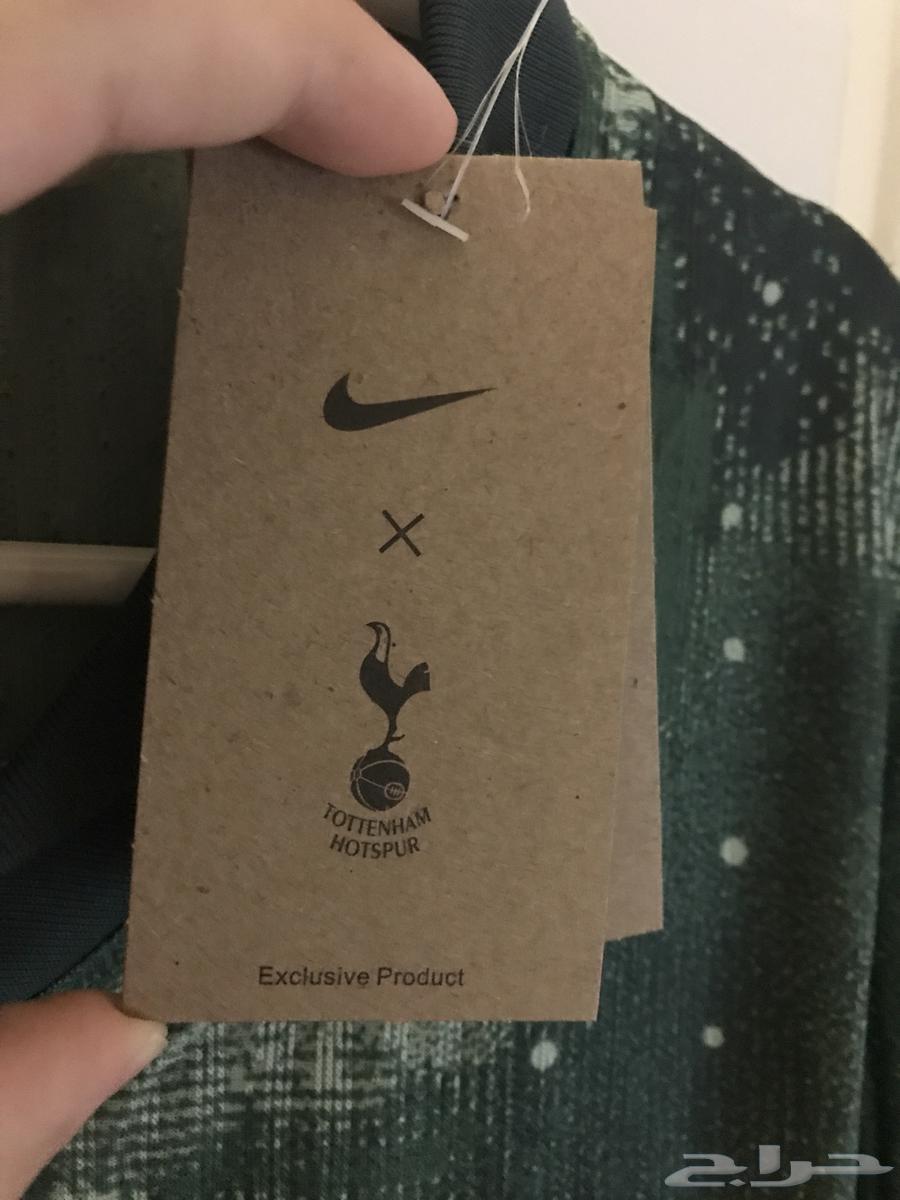 TOTTENHAM
HOTSPUR
Exclusive Product
حراج